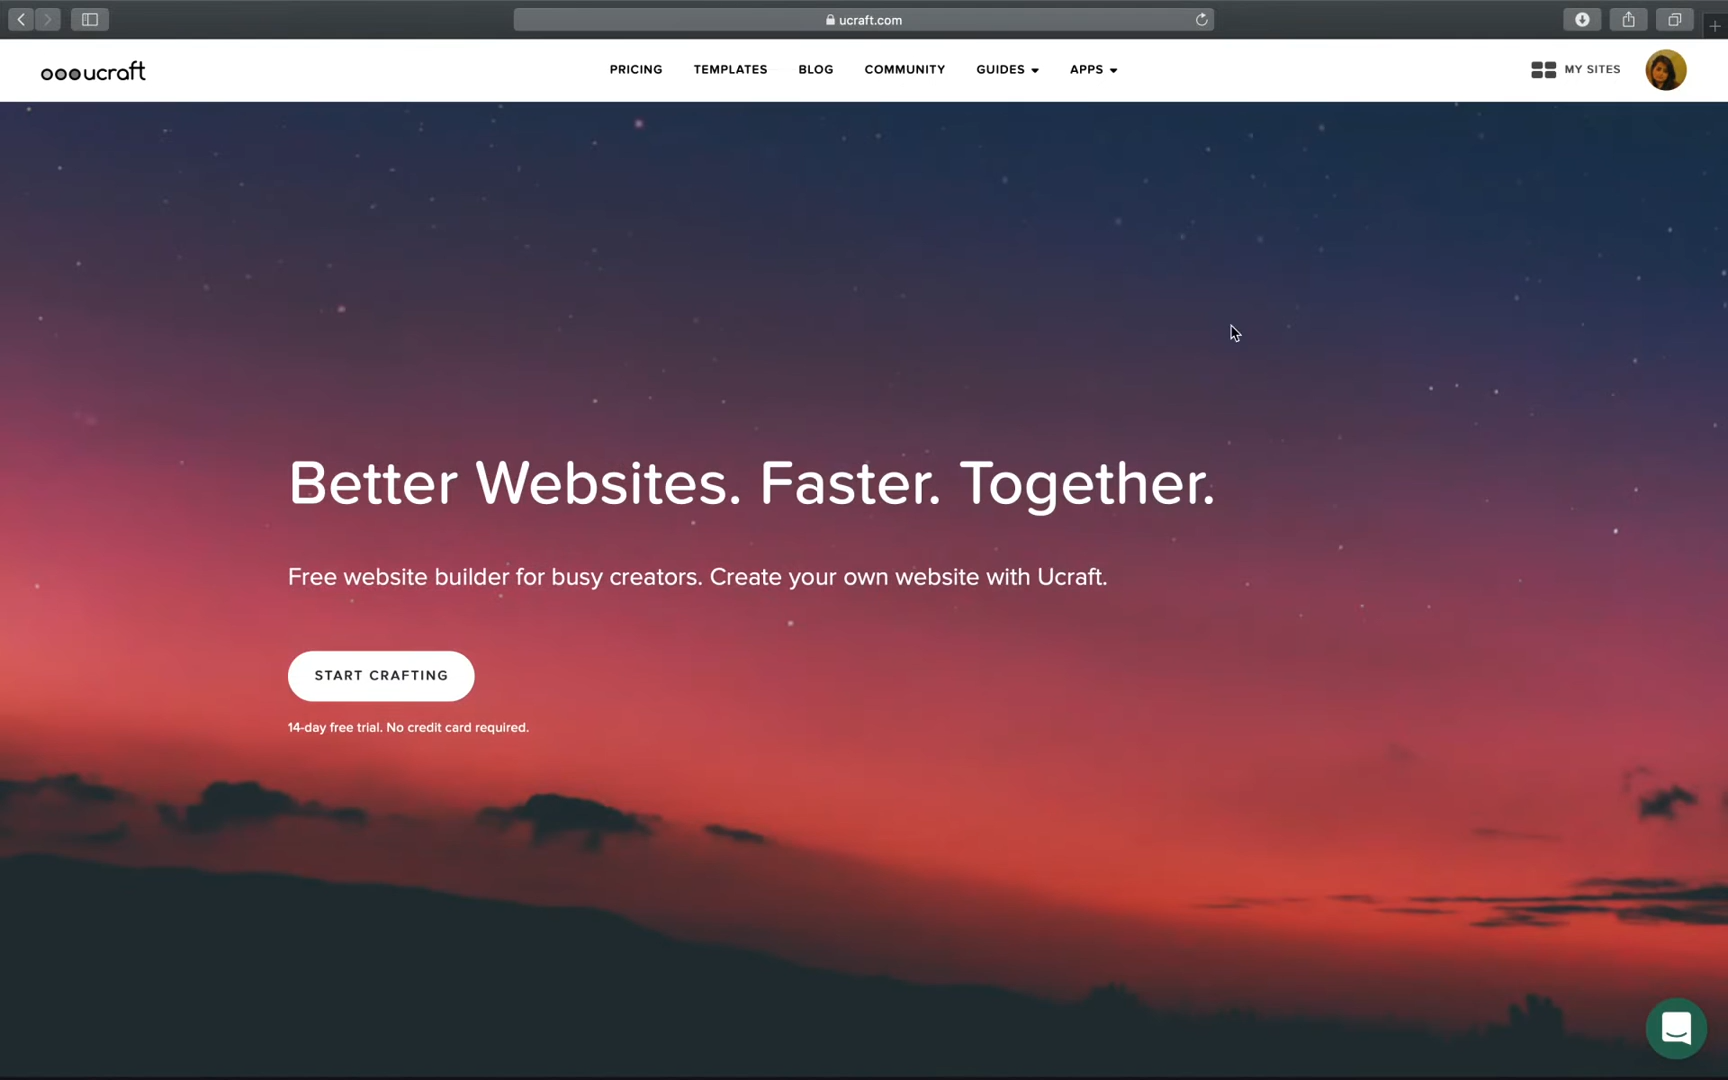 ucraft.com
ucraft
PRICING
TEMPLATES
BLOG
COMMUNITY
GUIDES
APPS
MY SITES
Better Websites. Faster. Together.
Free website builder for busy creators. Create your own website with Ucraft.
START CRAFTING
14-day free trial. No credit card required.